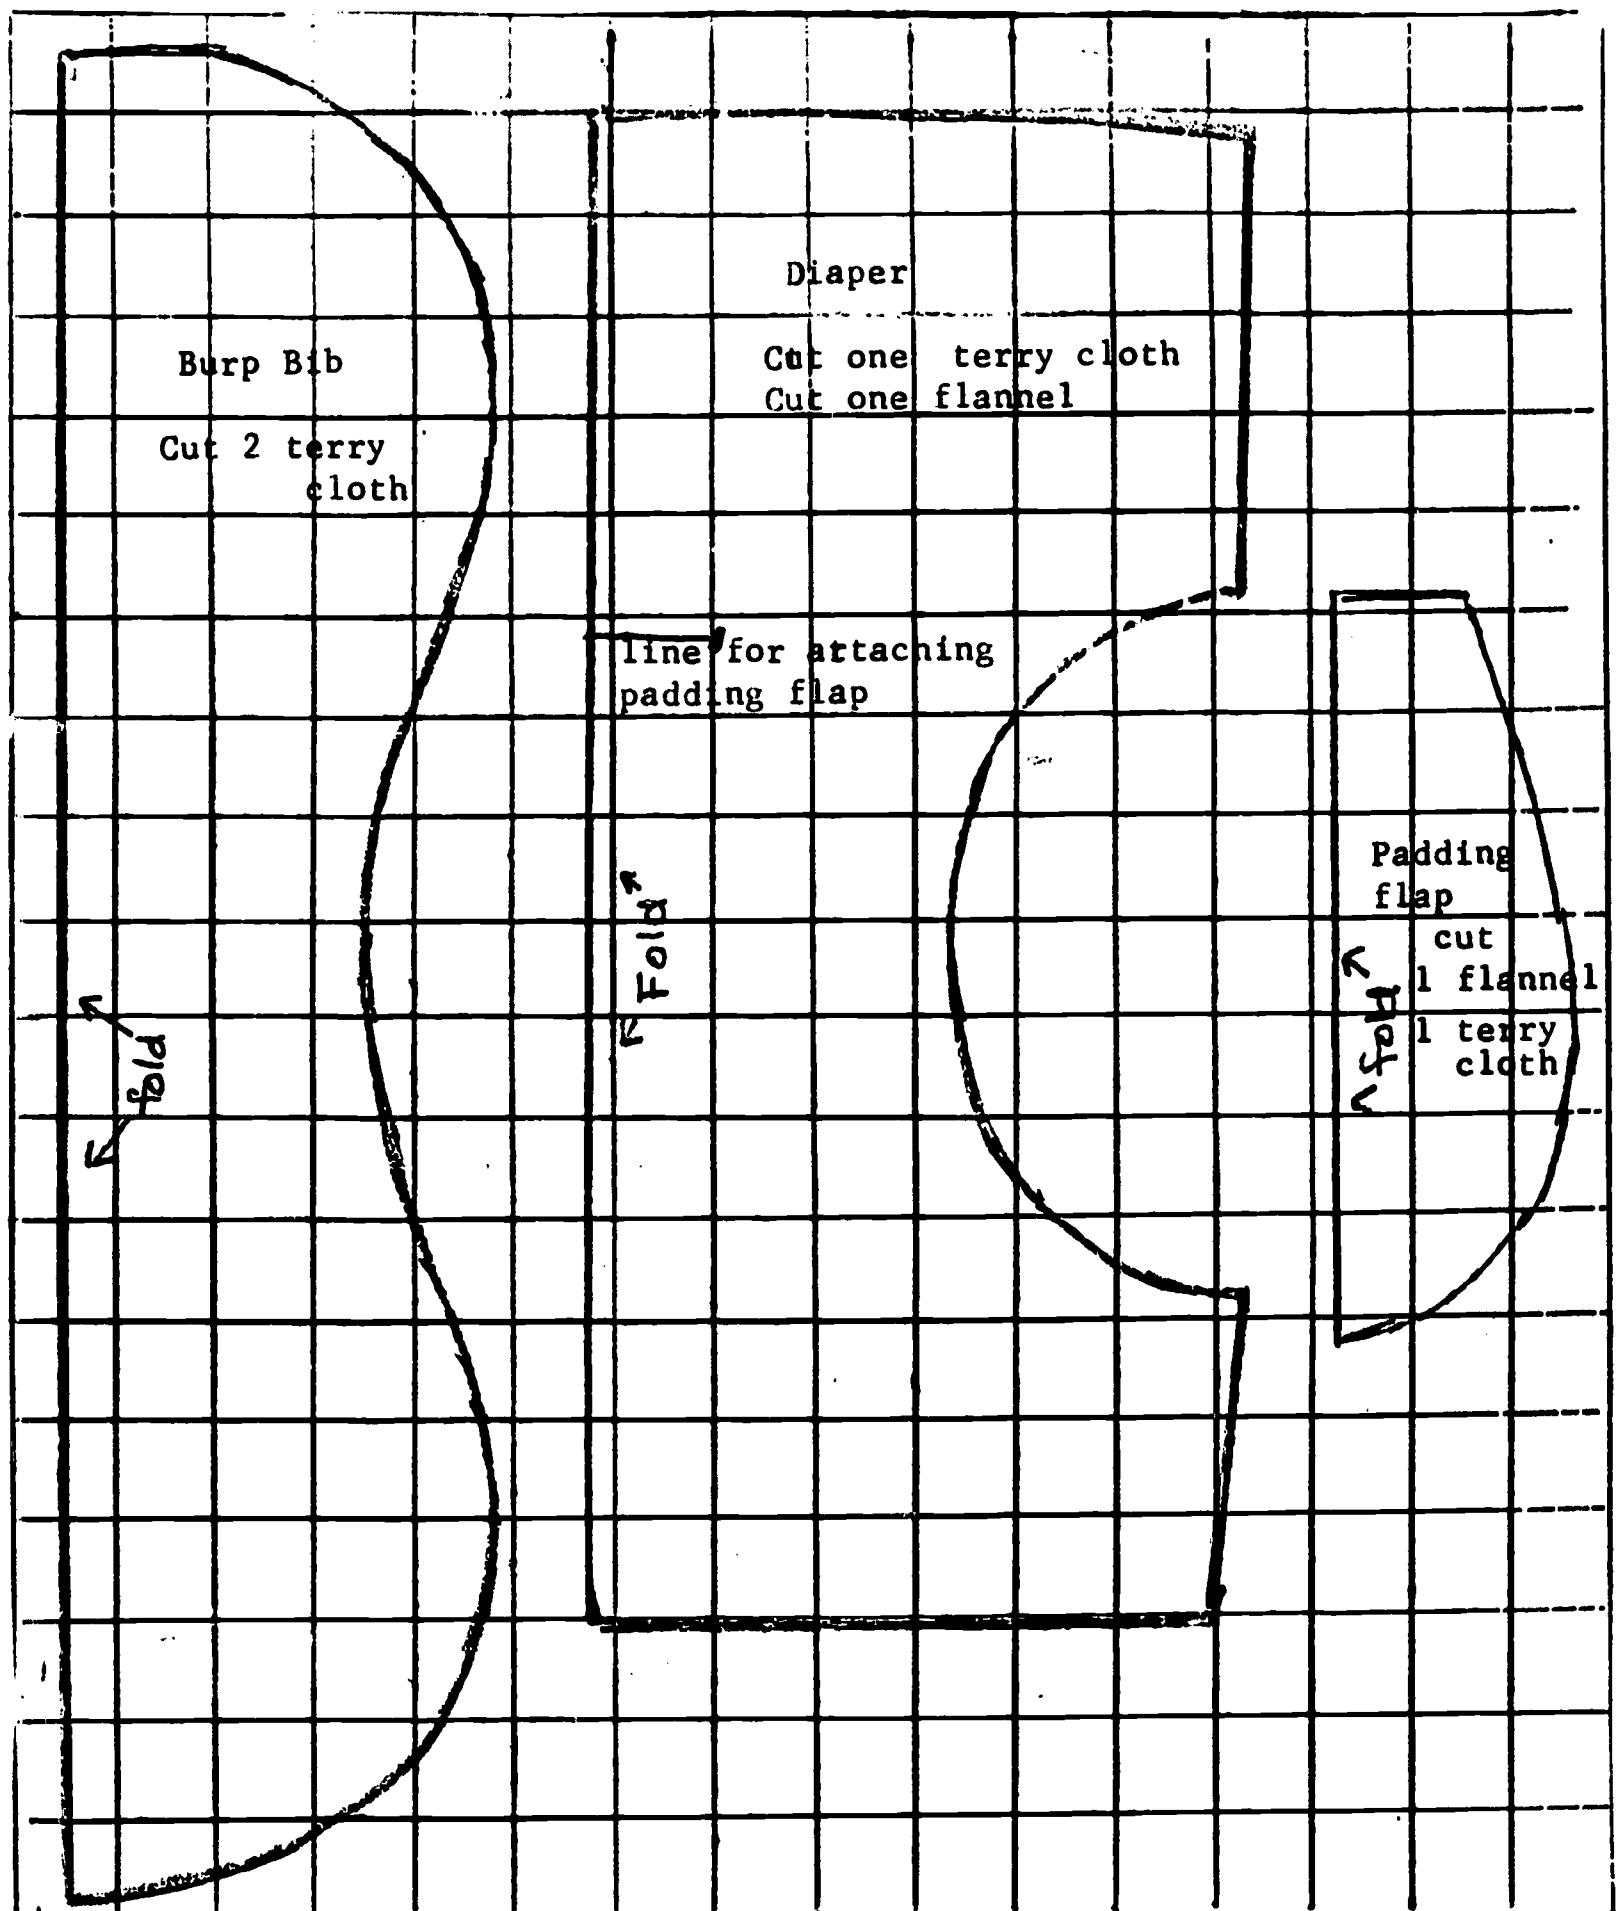 Burp Bib
Cut 2 terry
cloth
fold
Diaper
Cut one terry cloth
Cut one flannel
line for attaching
padding flap
Fold
Padding
flap
cut
1 flannel
1 terry
cloth
fold